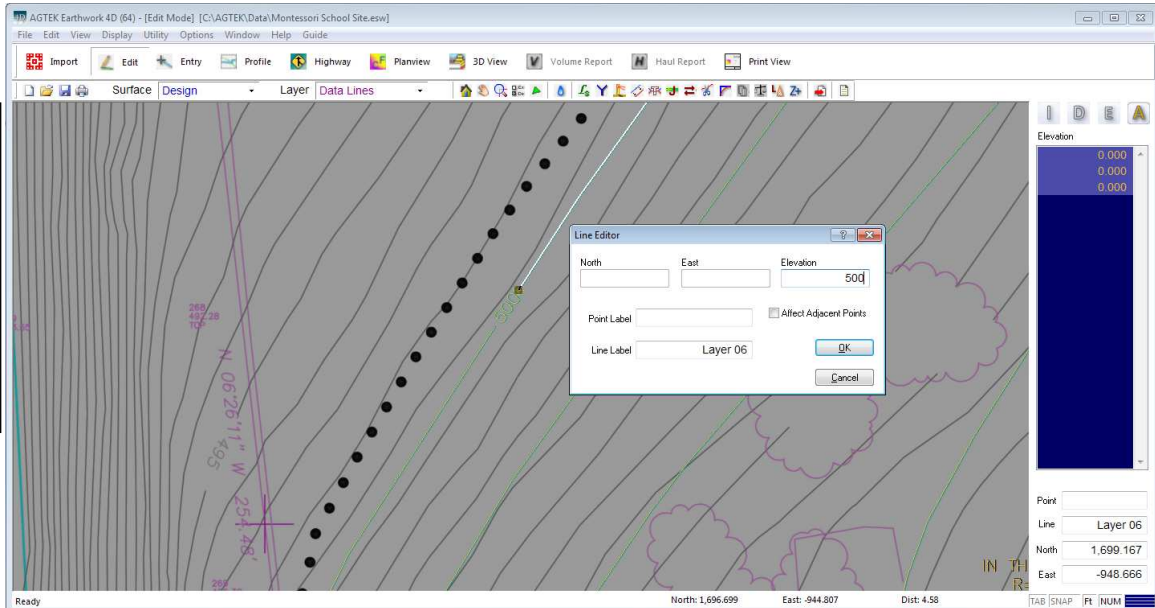 AGTEK Earthwork 4D (64) - [Edit Mode] [C:\AGTEK\Data\Montessori School Site.esw]
File Edit View Display Utility Options Window Help Guide
Import Edit Entry Profile Highway Planview 3D View Volume Report Haul Report Print View
Surface Design Layer Data Lines
I D E A
Elevation
0.000
0.000
0.000
Line Editor
North East Elevation
500
Point Label
Affect Adjacent Points
Line Label Layer 06
OK
Cancel
500
268
492.28
TOP
N 06°26'11" W 254.48'
495
268
IN TH
R=
Point
Line Layer 06
North 1,699.167
East -948.666
Ready North: 1,696.699 East: -944.807 Dist: 4.58 TAB SNAP Ft NUM